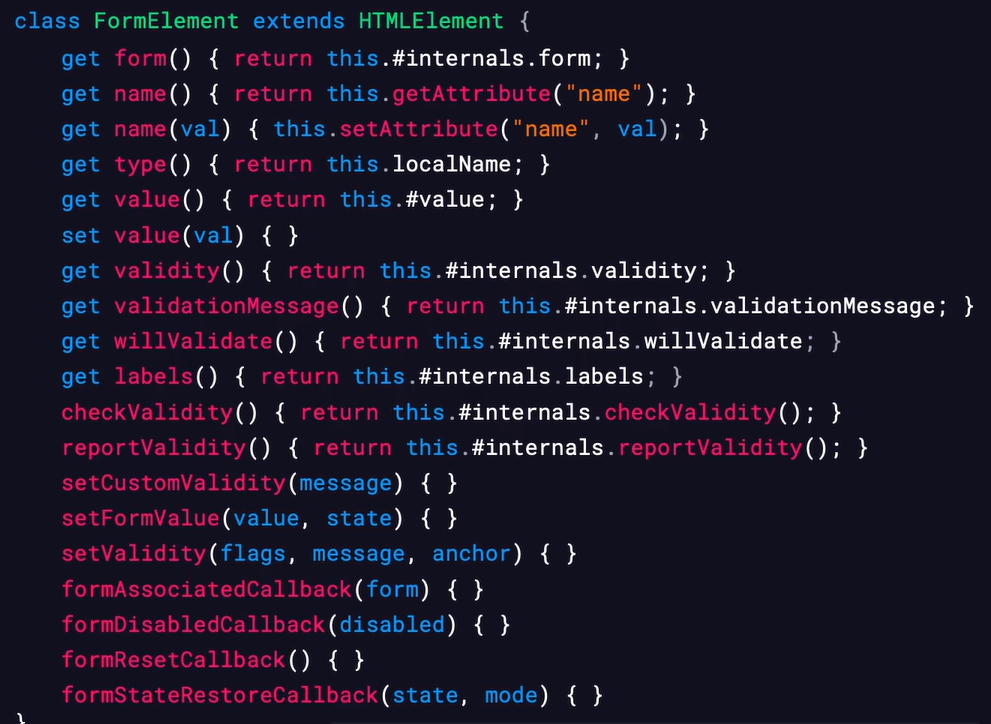 class FormElement extends HTMLElement {
get form() { return this.#internals.form; }
get name() { return this.getAttribute("name"); }
get name(val) { this.setAttribute("name", val); }
get type() { return this.localName; }
get value() { return this.#value; }
set value(val) { }
get validity() { return this.#internals.validity; }
get validationMessage() { return this.#internals.validationMessage; }
get willValidate() { return this.#internals.willValidate; }
get labels() { return this.#internals.labels; }
checkValidity() { return this.#internals.checkValidity(); }
reportValidity() { return this.#internals.reportValidity(); }
setCustomValidity(message) { }
setFormValue(value, state) { }
setValidity(flags, message, anchor) { }
formAssociatedCallback(form) { }
formDisabledCallback(disabled) { }
formResetCallback() { }
formStateRestoreCallback(state, mode) { }
}